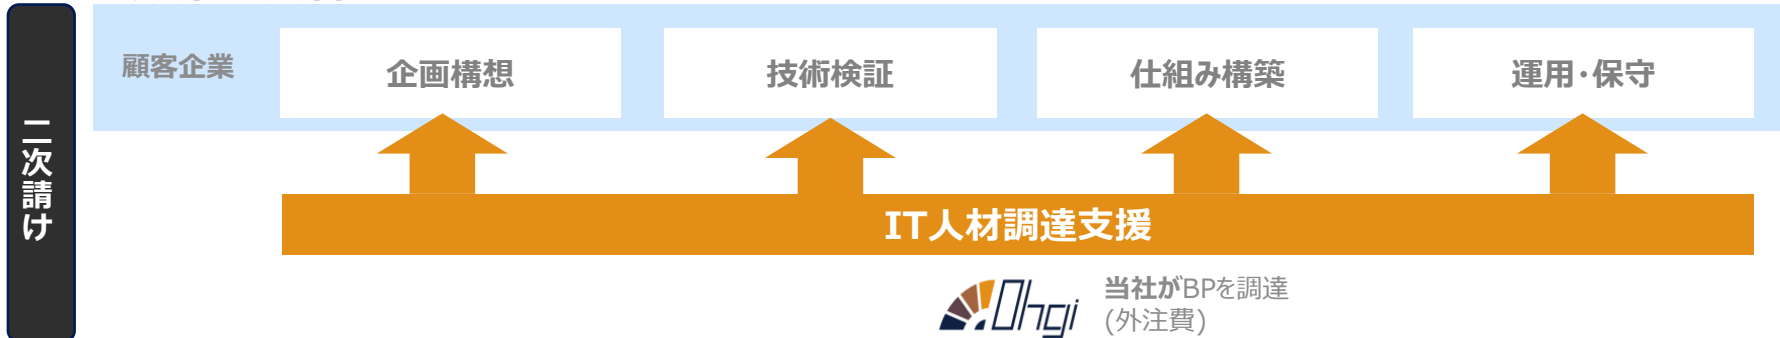 二次請け
顧客企業
企画構想
技術検証
仕組み構築
運用・保守
IT人材調達支援
Ohgi
当社がBPを調達
(外注費)